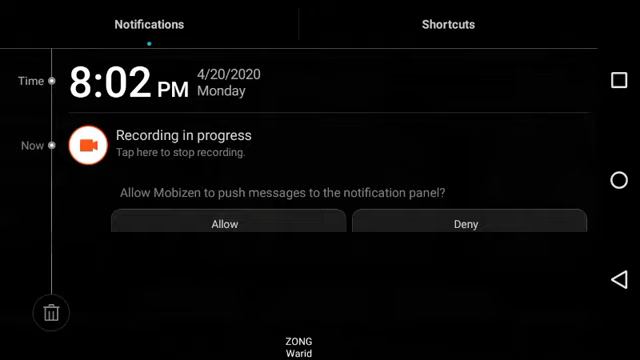 Notifications
Shortcuts
Time
8:02 PM
4/20/2020
Monday
Now
Recording in progress
Tap here to stop recording.
Allow Mobizen to push messages to the notification panel?
Allow
Deny
ZONG
Warid